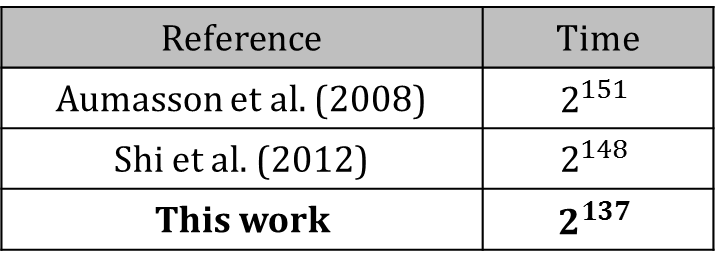 Reference Time
Aumasson et al. (2008) 2^151
Shi et al. (2012) 2^148
This work 2^137